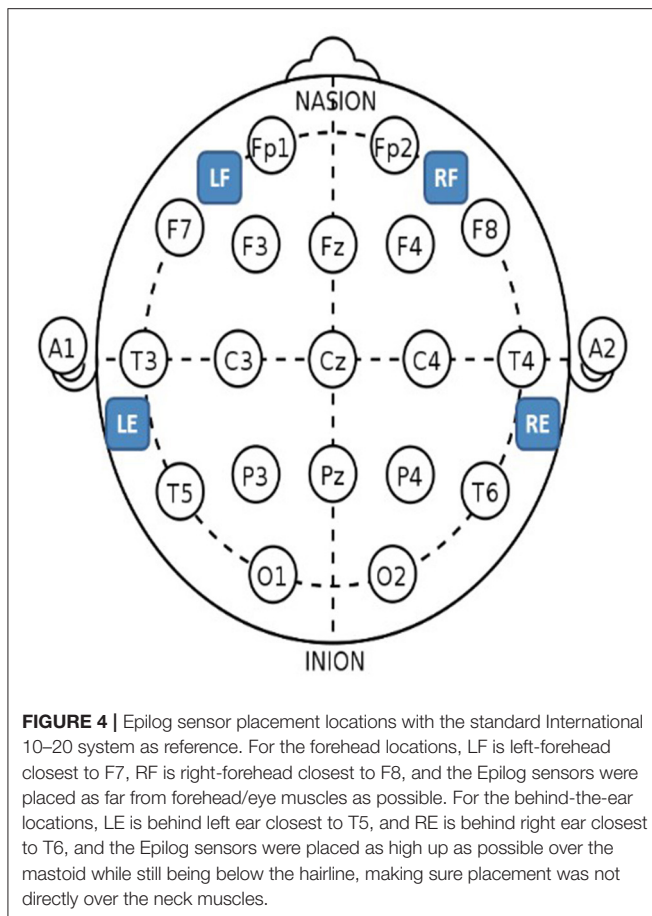 NASION
Fp1 Fp2
LF RF
F7 F3 Fz F4 F8
A1 T3 C3 Cz C4 T4 A2
LE RE
T5 P3 Pz P4 T6
O1 O2
INION
FIGURE 4 | Epilog sensor placement locations with the standard International
10–20 system as reference. For the forehead locations, LF is left-forehead
closest to F7, RF is right-forehead closest to F8, and the Epilog sensors were
placed as far from forehead/eye muscles as possible. For the behind-the-ear
locations, LE is behind left ear closest to T5, and RE is behind right ear closest
to T6, and the Epilog sensors were placed as high up as possible over the
mastoid while still being below the hairline, making sure placement was not
directly over the neck muscles.